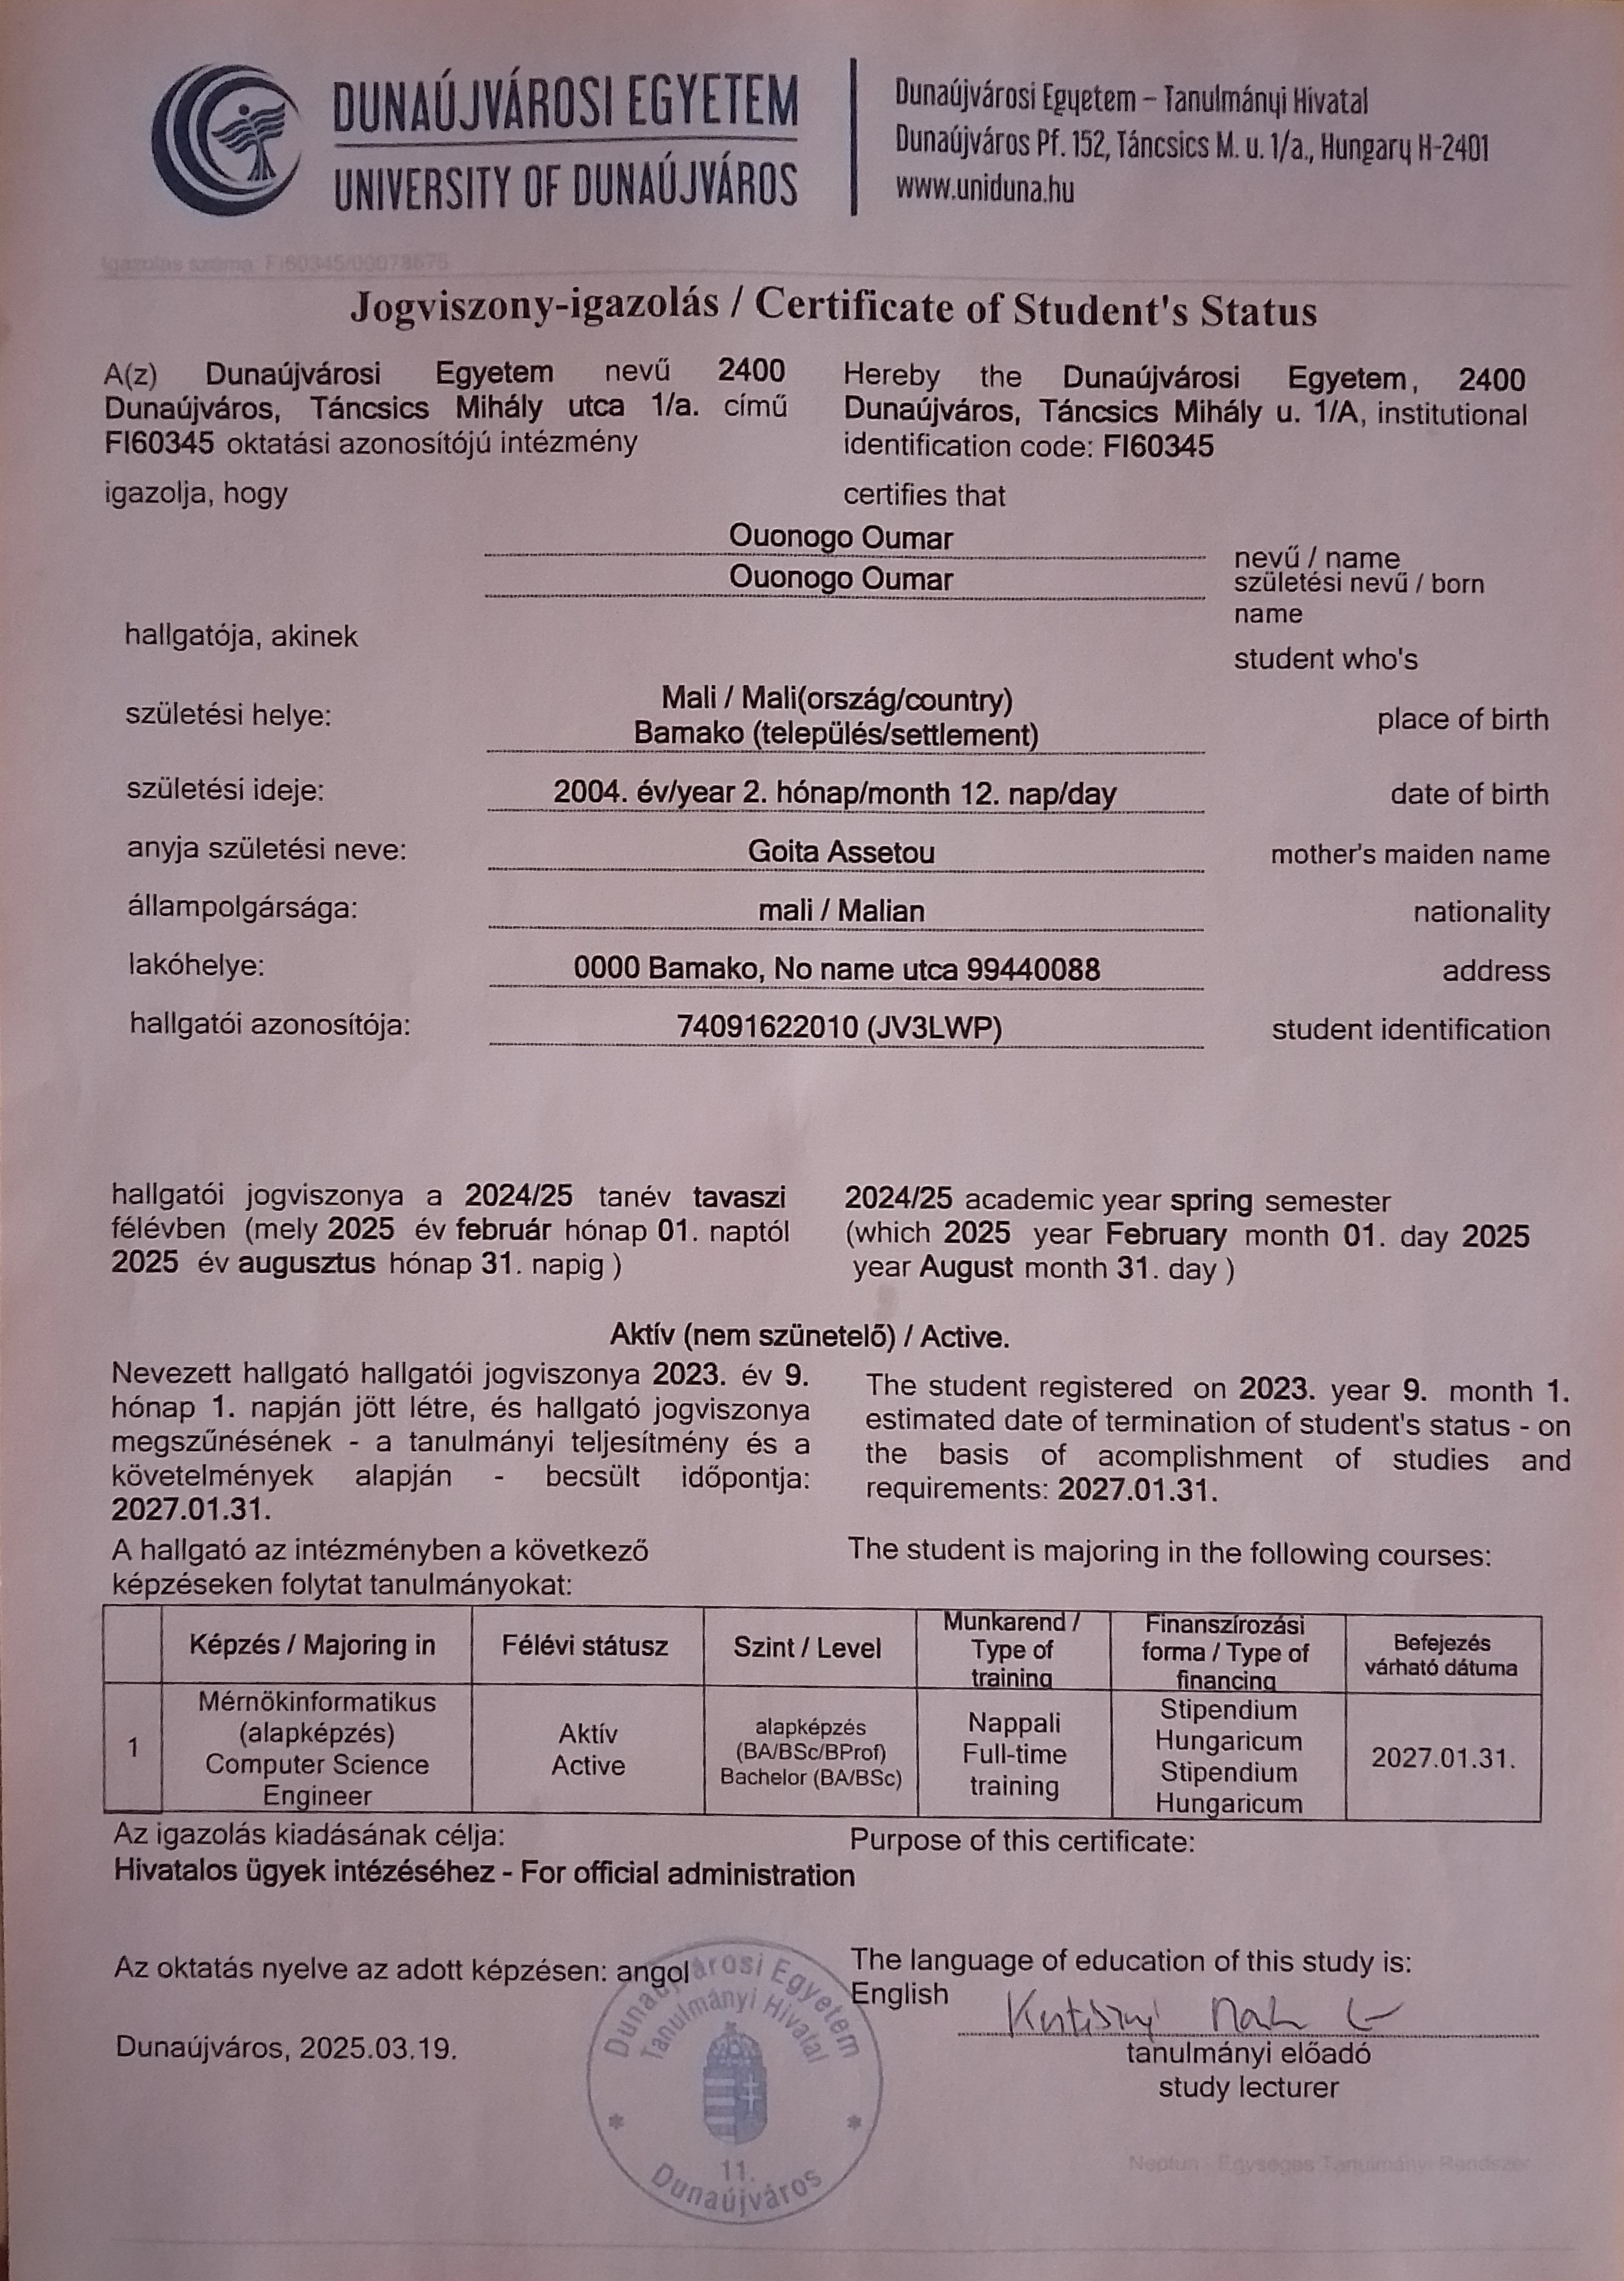 DUNAÚJVÁROSI EGYETEM
UNIVERSITY OF DUNAÚJVÁROS
Dunaújvárosi Egyetem – Tanulmányi Hivatal
Dunaújváros Pf. 152, Táncsics M. u. 1/a., Hungary H-2401
www.uniduna.hu
Igazolás száma: FI60345/00078675
Jogviszony-igazolás / Certificate of Student's Status
A(z) Dunaújvárosi Egyetem nevű 2400
Dunaújváros, Táncsics Mihály utca 1/a. című
FI60345 oktatási azonosítójú intézmény
igazolja, hogy
Hereby the Dunaújvárosi Egyetem, 2400
Dunaújváros, Táncsics Mihály u. 1/A, institutional
identification code: FI60345
certifies that
Ouonogo Oumar
nevű / name
Ouonogo Oumar
születési nevű / born
name
hallgatója, akinek
student who's
születési helye:
Mali / Mali(ország/country)
Bamako (település/settlement)
place of birth
születési ideje:
2004. év/year 2. hónap/month 12. nap/day
date of birth
anyja születési neve:
Goita Assetou
mother's maiden name
állampolgársága:
mali / Malian
nationality
lakóhelye:
0000 Bamako, No name utca 99440088
address
hallgatói azonosítója:
74091622010 (JV3LWP)
student identification
hallgatói jogviszonya a 2024/25 tanév tavaszi
félévben (mely 2025 év február hónap 01. naptól
2025 év augusztus hónap 31. napig )
2024/25 academic year spring semester
(which 2025 year February month 01. day 2025
year August month 31. day )
Aktív (nem szünetelő) / Active.
Nevezett hallgató hallgatói jogviszonya 2023. év 9.
hónap 1. napján jött létre, és hallgató jogviszonya
megszűnésének - a tanulmányi teljesítmény és a
követelmények alapján - becsült időpontja:
2027.01.31.
The student registered on 2023. year 9. month 1.
estimated date of termination of student's status - on
the basis of acomplishment of studies and
requirements: 2027.01.31.
A hallgató az intézményben a következő
képzéseken folytat tanulmányokat:
The student is majoring in the following courses:
Képzés / Majoring in
Félévi státusz
Szint / Level
Munkarend /
Type of
training
Finanszírozási
forma / Type of
financing
Befejezés
várható dátuma
1
Mérnökinformatikus
(alapképzés)
Computer Science
Engineer
Aktív
Active
alapképzés
(BA/BSc/BProf)
Bachelor (BA/BSc)
Nappali
Full-time
training
Stipendium
Hungaricum
Stipendium
Hungaricum
2027.01.31.
Az igazolás kiadásának célja:
Purpose of this certificate:
Hivatalos ügyek intézéséhez - For official administration
Az oktatás nyelve az adott képzésen: angol
The language of education of this study is:
English
Dunaújváros, 2025.03.19.
tanulmányi előadó
study lecturer
Dunaújvárosi Egyetem
Tanulmányi Hivatal
11.
Dunaújváros
Neptun - Egységes Tanulmányi Rendszer